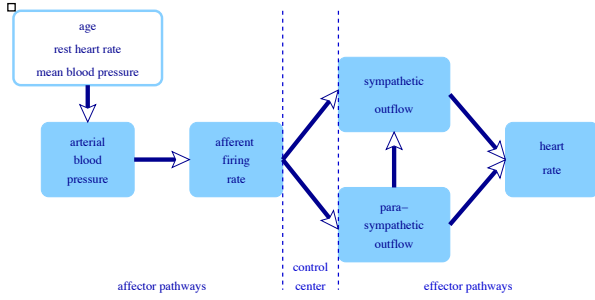 age
rest heart rate
mean blood pressure
arterial
blood
pressure
afferent
firing
rate
sympathetic
outflow
para–
sympathetic
outflow
heart
rate
affector pathways
control
center
effector pathways